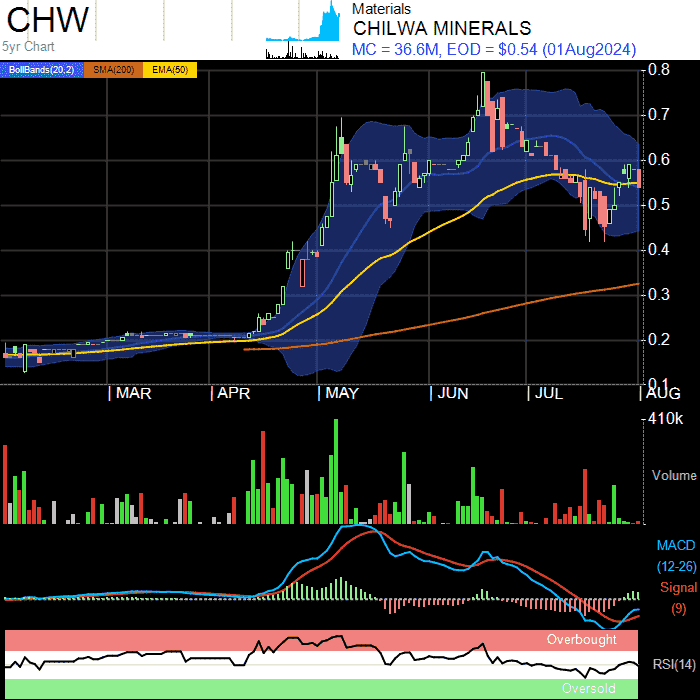 CHW
5yr Chart
Materials
CHILWA MINERALS
MC = 36.6M, EOD = $0.54 (01Aug2024)
BollBands(20,2) SMA(200) EMA(50)
0.8
0.7
0.6
0.5
0.4
0.3
0.2
0.1
MAR APR MAY JUN JUL AUG
410k
Volume
MACD
(12-26)
Signal
(9)
Overbought
RSI(14)
Oversold